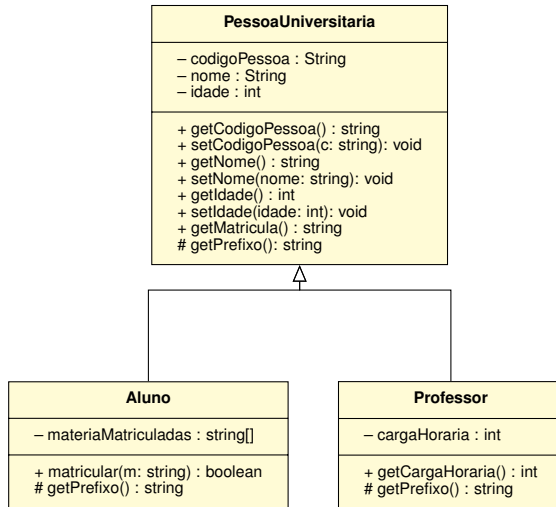 PessoaUniversitaria
– codigoPessoa : String
– nome : String
– idade : int
+ getCodigoPessoa() : string
+ setCodigoPessoa(c: string): void
+ getNome() : string
+ setNome(nome: string): void
+ getIdade() : int
+ setIdade(idade: int): void
+ getMatricula() : string
# getPrefixo(): string
Aluno
– materiaMatriculadas : string[]
+ matricular(m: string) : boolean
# getPrefixo() : string
Professor
– cargaHoraria : int
+ getCargaHoraria() : int
# getPrefixo() : string